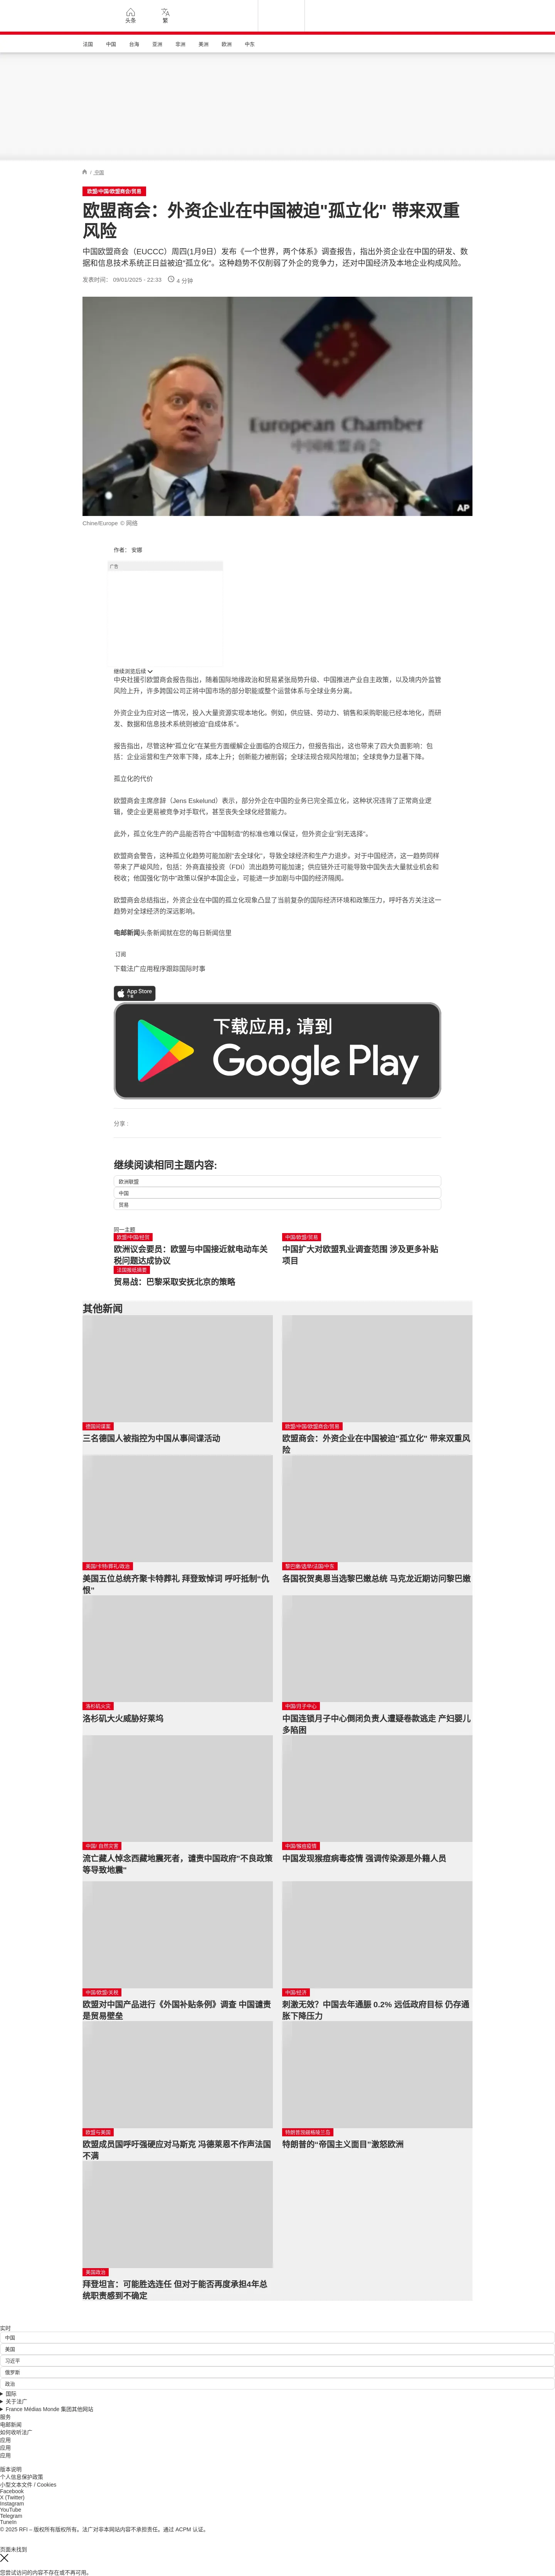 头条
繁
法国
中国
台海
亚洲
非洲
美洲
欧洲
中东
/ 中国
欧盟/中国/欧盟商会/贸易
欧盟商会：外资企业在中国被迫"孤立化" 带来双重
风险
中国欧盟商会（EUCCC）周四(1月9日）发布《一个世界，两个体系》调查报告，指出外资企业在中国的研发、数
据和信息技术系统正日益被迫“孤立化”。这种趋势不仅削弱了外企的竞争力，还对中国经济及本地企业构成风险。
发表时间： 09/01/2025 - 22:33
4 分钟
European Chamber
中国欧盟商会
AP
Chine/Europe © 网络
作者： 安娜
广告
继续浏览后续
中央社援引欧盟商会报告指出，随着国际地缘政治和贸易紧张局势升级、中国推进产业自主政策，以及境内外监管
风险上升，许多跨国公司正将中国市场的部分职能或整个运营体系与全球业务分离。
外资企业为应对这一情况，投入大量资源实现本地化。例如，供应链、劳动力、销售和采购职能已经本地化，而研
发、数据和信息技术系统则被迫“自成体系”。
报告指出，尽管这种“孤立化”在某些方面缓解企业面临的合规压力，但报告指出，这也带来了四大负面影响：包
括：企业运营和生产效率下降，成本上升；创新能力被削弱；全球法规合规风险增加；全球竞争力显著下降。
孤立化的代价
欧盟商会主席彦辞（Jens Eskelund）表示，部分外企在中国的业务已完全孤立化，这种状况违背了正常商业逻
辑，使企业更易被竞争对手取代，甚至丧失全球化经营能力。
此外，孤立化生产的产品能否符合“中国制造”的标准也难以保证，但外资企业“别无选择”。
欧盟商会警告，这种孤立化趋势可能加剧“去全球化”，导致全球经济和生产力退步。对于中国经济，这一趋势同样
带来了严峻风险，包括：外商直接投资（FDI）流出趋势可能加速；供应链外迁可能导致中国失去大量就业机会和
税收；他国强化“防中”政策以保护本国企业，可能进一步加剧与中国的经济隔阂。
欧盟商会总结指出，外资企业在中国的孤立化现象凸显了当前复杂的国际经济环境和政策压力，呼吁各方关注这一
趋势对全球经济的深远影响。
电邮新闻头条新闻就在您的每日新闻信里
订阅
下载法广应用程序跟踪国际时事
App Store
下载
下载应用，请到
Google Play
分享 :
继续阅读相同主题内容:
欧洲联盟
中国
贸易
同一主题
欧盟/中国/经贸
欧洲议会要员：欧盟与中国接近就电动车关
税问题达成协议
中国/欧盟/贸易
中国扩大对欧盟乳业调查范围 涉及更多补贴
项目
法国报纸摘要
贸易战：巴黎采取安抚北京的策略
其他新闻
德国间谍案
三名德国人被指控为中国从事间谍活动
欧盟/中国/欧盟商会/贸易
欧盟商会：外资企业在中国被迫"孤立化" 带来双重风
险
美国/卡特/葬礼/政治
美国五位总统齐聚卡特葬礼 拜登致悼词 呼吁抵制“仇
恨”
黎巴嫩/选举/法国/中东
各国祝贺奥恩当选黎巴嫩总统 马克龙近期访问黎巴嫩
洛杉矶火灾
洛杉矶大火威胁好莱坞
中国/月子中心
中国连锁月子中心倒闭负责人遭疑卷款逃走 产妇婴儿
多陷困
中国/ 自然灾害
流亡藏人悼念西藏地震死者，谴责中国政府"不良政策
等导致地震"
中国/猴痘疫情
中国发现猴痘病毒疫情 强调传染源是外籍人员
中国/欧盟/关税
欧盟对中国产品进行《外国补贴条例》调查 中国谴责
是贸易壁垒
中国/经济
刺激无效？中国去年通胀 0.2% 远低政府目标 仍存通
胀下降压力
欧盟与美国
欧盟成员国呼吁强硬应对马斯克 冯德莱恩不作声法国
不满
特朗普图谋格陵兰岛
特朗普的“帝国主义面目”激怒欧洲
美国政治
拜登坦言：可能胜选连任 但对于能否再度承担4年总
统职责感到不确定
实时
中国
美国
习近平
俄罗斯
政治
国际
关于法广
France Médias Monde 集团其他网站
服务
电邮新闻
如何收听法广
应用
应用
应用
版本说明
个人信息保护政策
小型文本文件 / Cookies
Facebook
X (Twitter)
Instagram
YouTube
Telegram
TuneIn
© 2025 RFI – 版权所有版权所有。法广对非本网站内容不承担责任。通过 ACPM 认证。
页面未找到
您尝试访问的内容不存在或不再可用。